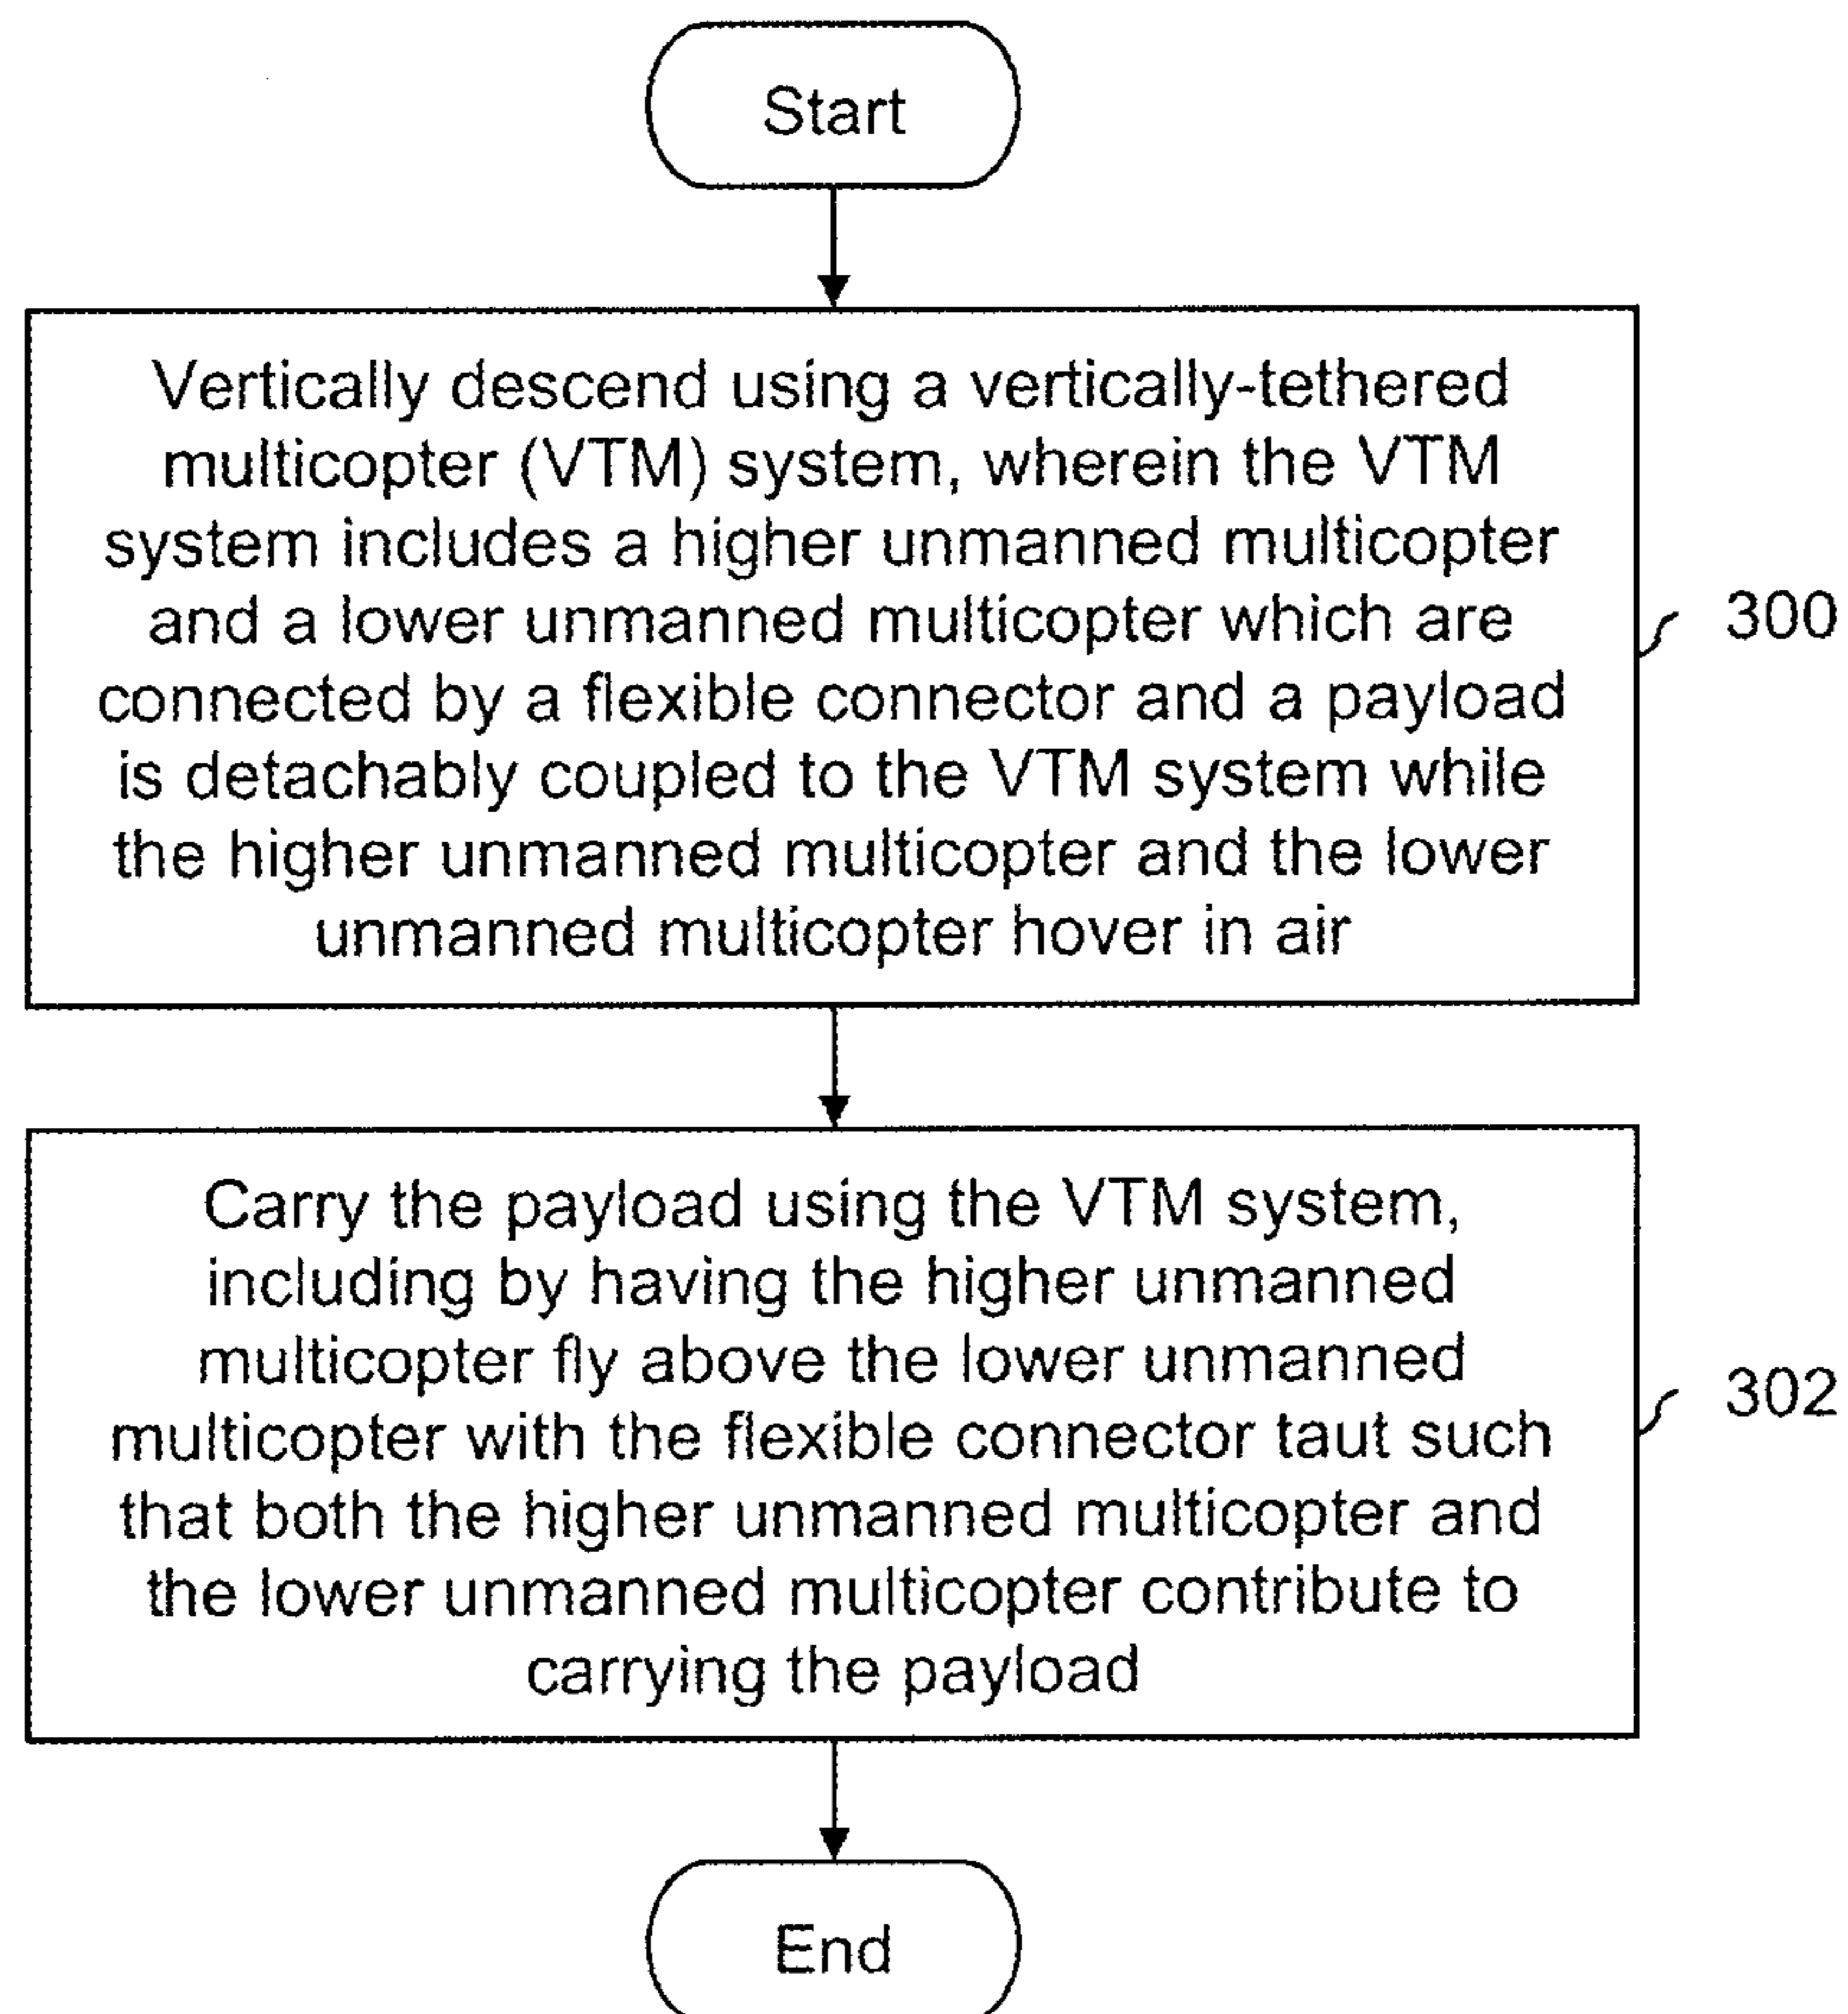 Start
Vertically descend using a vertically-tethered
multicopter (VTM) system, wherein the VTM
system includes a higher unmanned multicopter
and a lower unmanned multicopter which are
connected by a flexible connector and a payload
is detachably coupled to the VTM system while
the higher unmanned multicopter and the lower
unmanned multicopter hover in air
300
Carry the payload using the VTM system,
including by having the higher unmanned
multicopter fly above the lower unmanned
multicopter with the flexible connector taut such
that both the higher unmanned multicopter and
the lower unmanned multicopter contribute to
carrying the payload
302
End